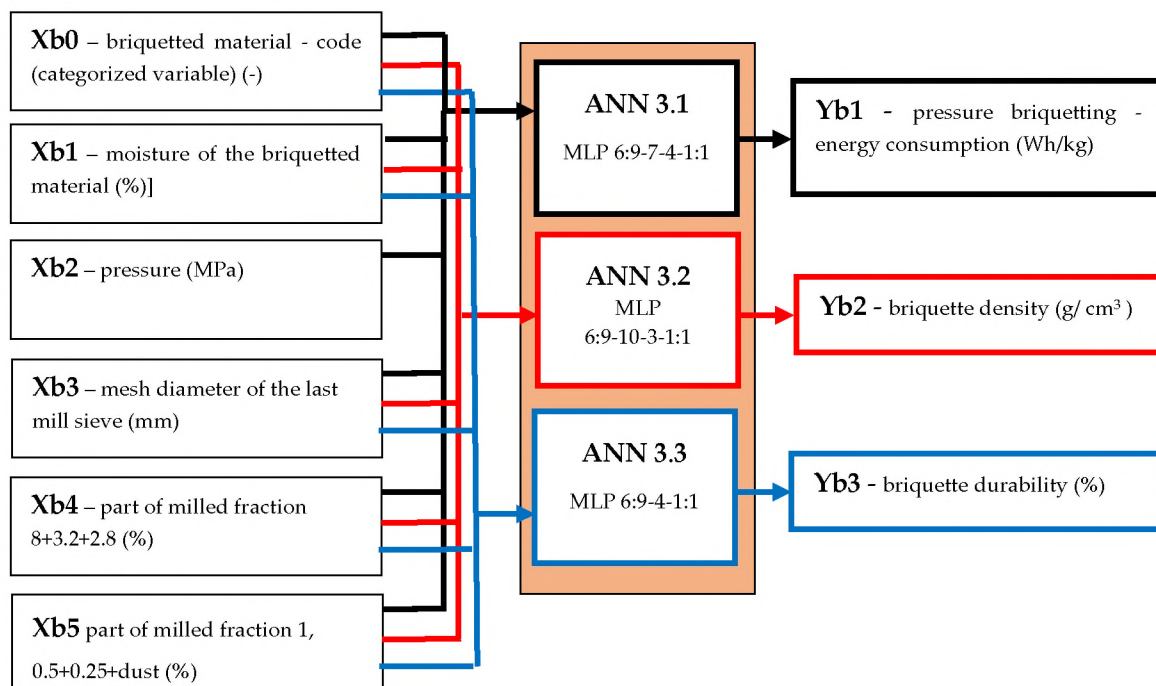 Xb0 – briquetted material - code
(categorized variable) (-)
Xb1 – moisture of the briquetted
material (%)]
Xb2 – pressure (MPa)
Xb3 – mesh diameter of the last
mill sieve (mm)
Xb4 – part of milled fraction
8+3.2+2.8 (%)
Xb5 part of milled fraction 1,
0.5+0.25+dust (%)
ANN 3.1
MLP 6:9-7-4-1:1
ANN 3.2
MLP
6:9-10-3-1:1
ANN 3.3
MLP 6:9-4-1:1
Yb1 - pressure briquetting -
energy consumption (Wh/kg)
Yb2 - briquette density (g/ cm³ )
Yb3 - briquette durability (%)